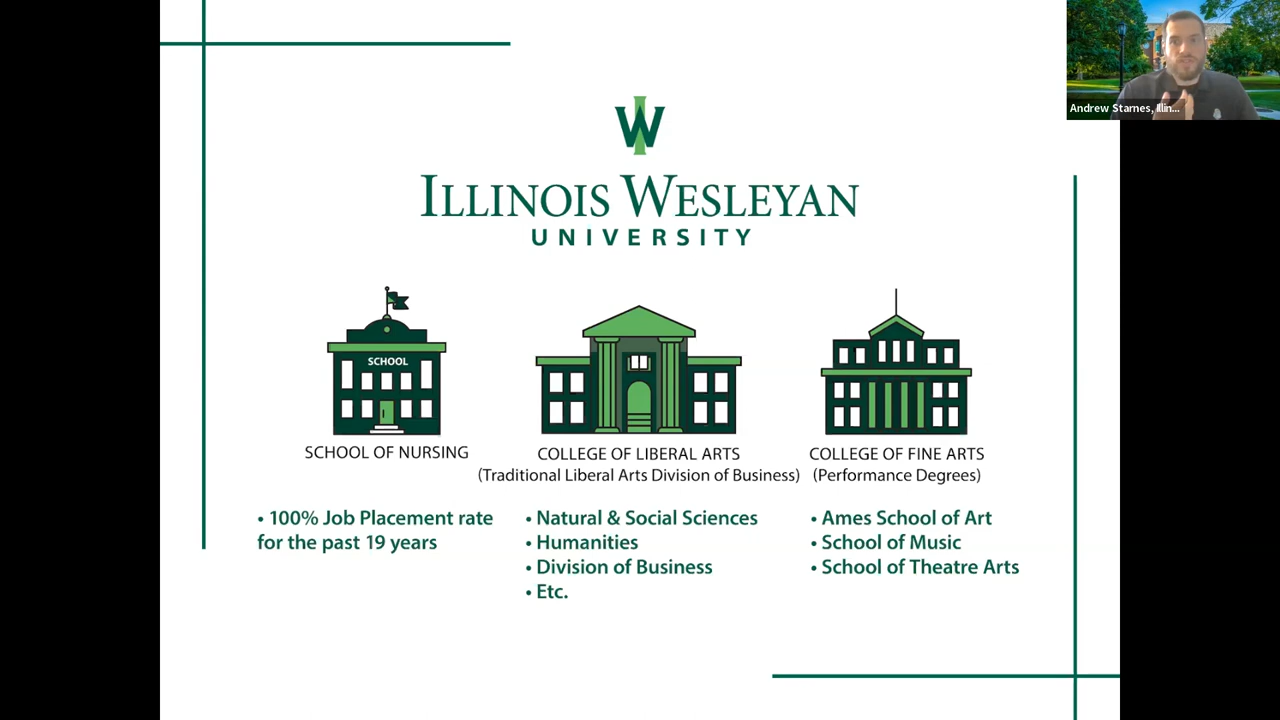 Andrew Starnes, Illin...
IW
ILLINOIS WESLEYAN
UNIVERSITY
SCHOOL
SCHOOL OF NURSING
• 100% Job Placement rate
for the past 19 years
COLLEGE OF LIBERAL ARTS
(Traditional Liberal Arts Division of Business)
• Natural & Social Sciences
• Humanities
• Division of Business
• Etc.
COLLEGE OF FINE ARTS
(Performance Degrees)
• Ames School of Art
• School of Music
• School of Theatre Arts